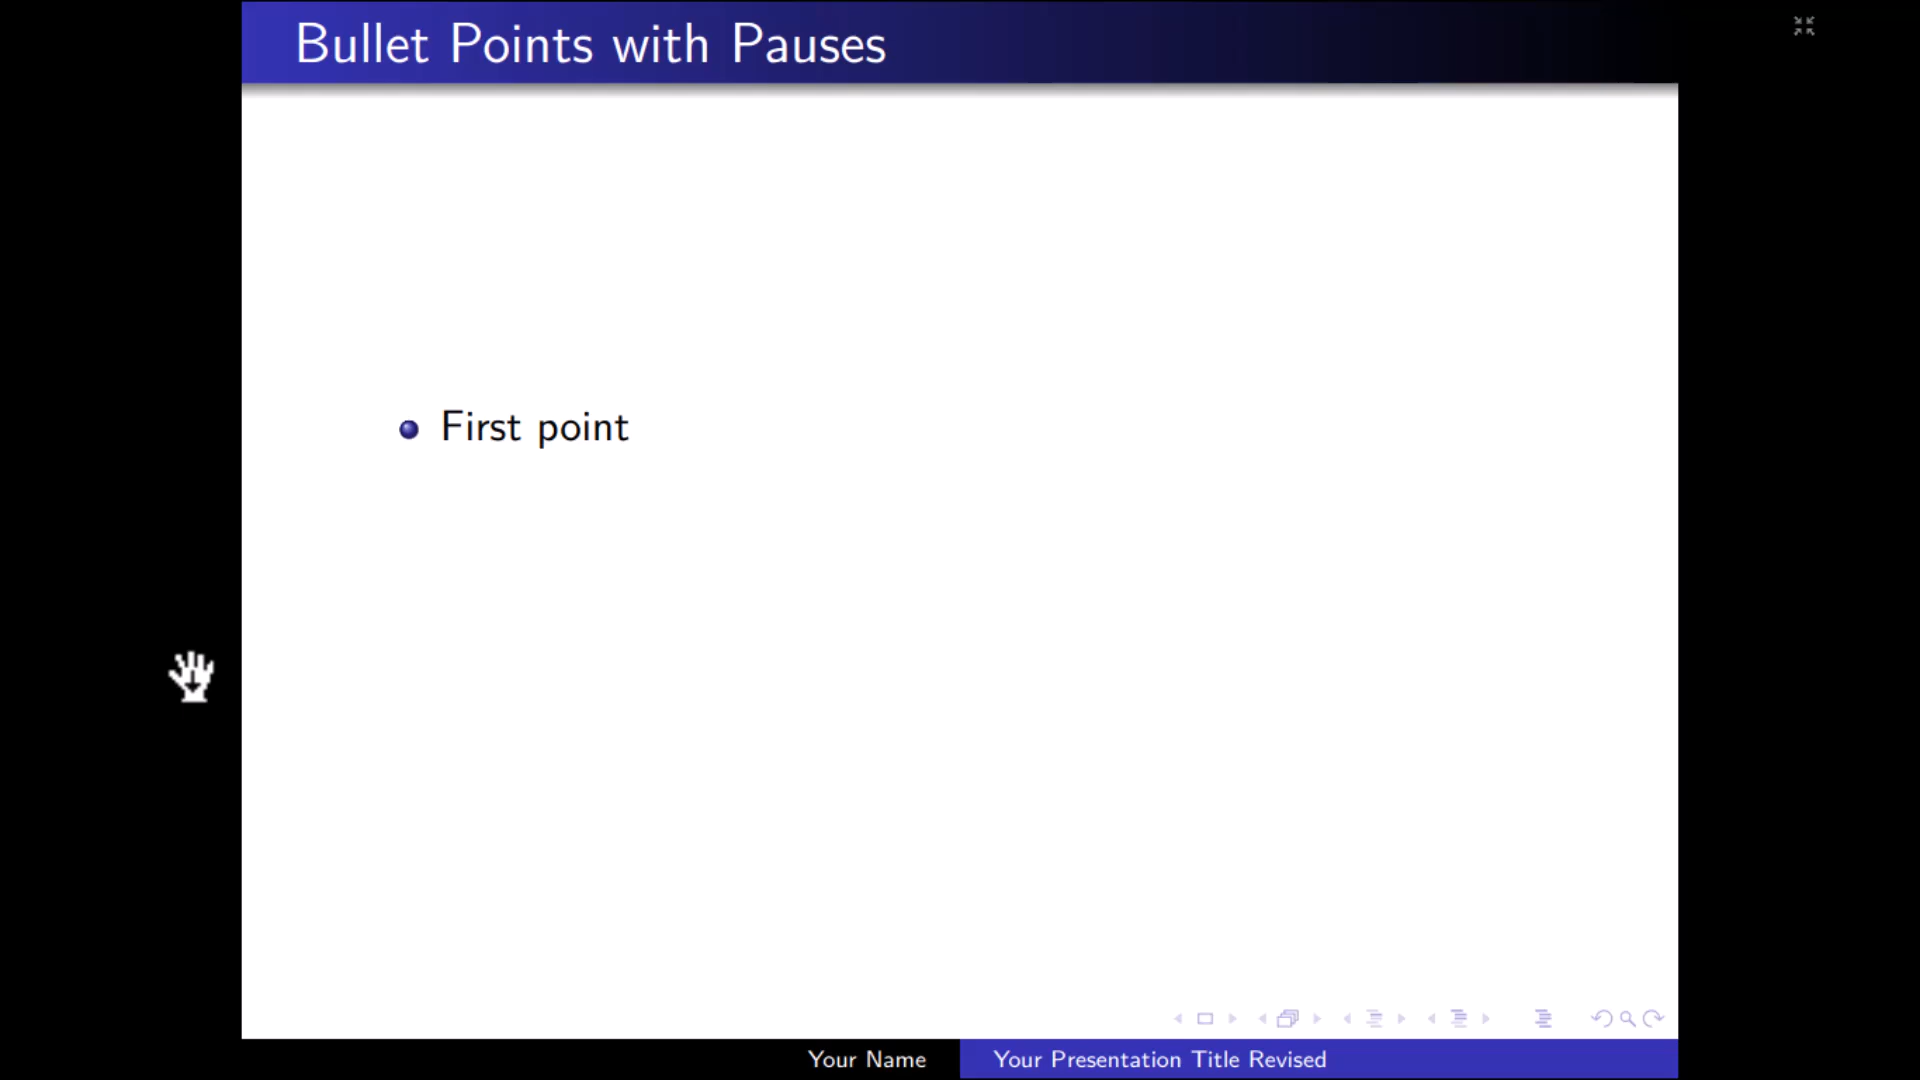 Bullet Points with Pauses
First point
Your Name
Your Presentation Title Revised